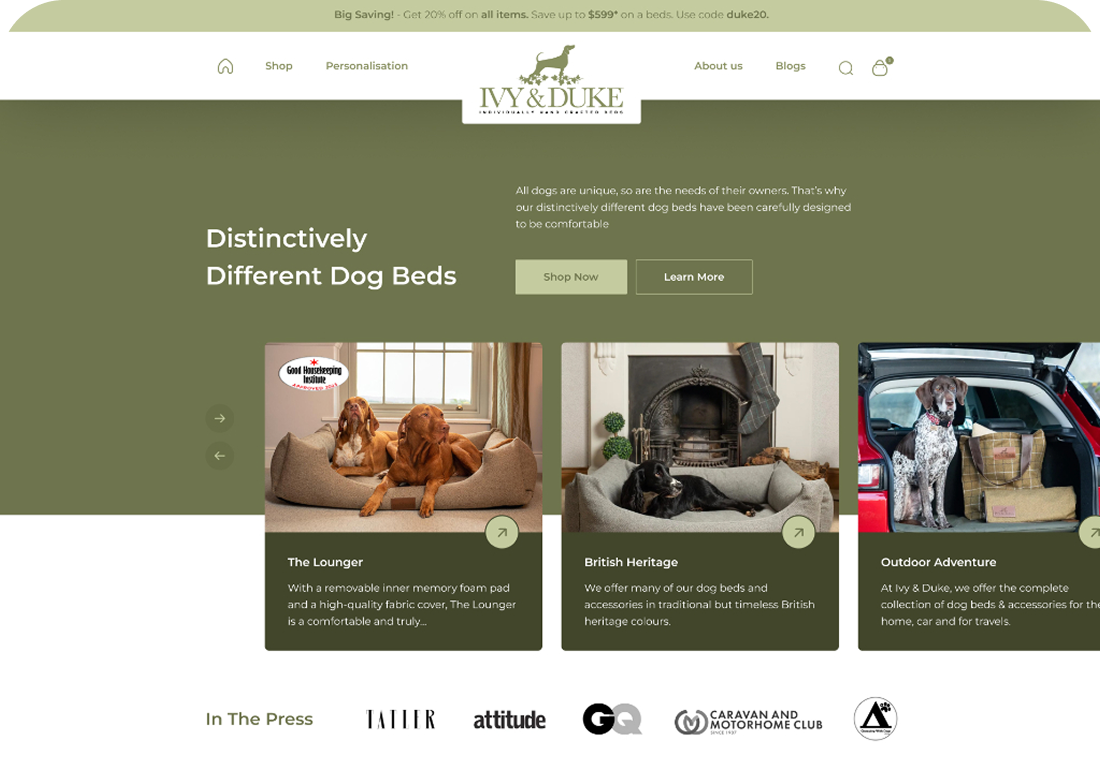 Big Saving! - Get 20% off on all items. Save up to $599* on a beds. Use code duke20.
Shop
Personalisation
IVY & DUKE
INDIVIDUALLY HAND CRAFTED BEDS
About us
Blogs
Distinctively
Different Dog Beds
All dogs are unique, so are the needs of their owners. That's why
our distinctively different dog beds have been carefully designed
to be comfortable
Shop Now
Learn More
Good Housekeeping
Institute
The Lounger
With a removable inner memory foam pad
and a high-quality fabric cover, The Lounger
is a comfortable and truly...
British Heritage
We offer many of our dog beds and
accessories in traditional but timeless British
heritage colours.
Outdoor Adventure
At Ivy & Duke, we offer the complete
collection of dog beds & accessories for the
home, car and for travels.
In The Press
TATLER
attitude
GQ
CARAVAN AND
MOTORHOME CLUB
SINCE 1907